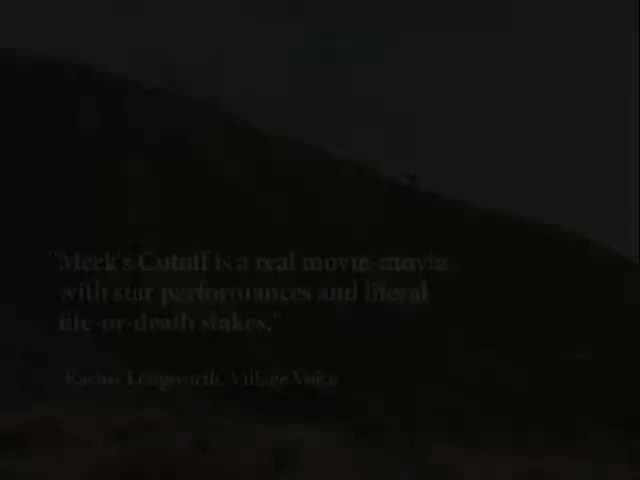 "Meek's Cutoff is a real movie-movie,
with star performances and literal
life-or-death stakes."
Karina Longworth, Village Voice